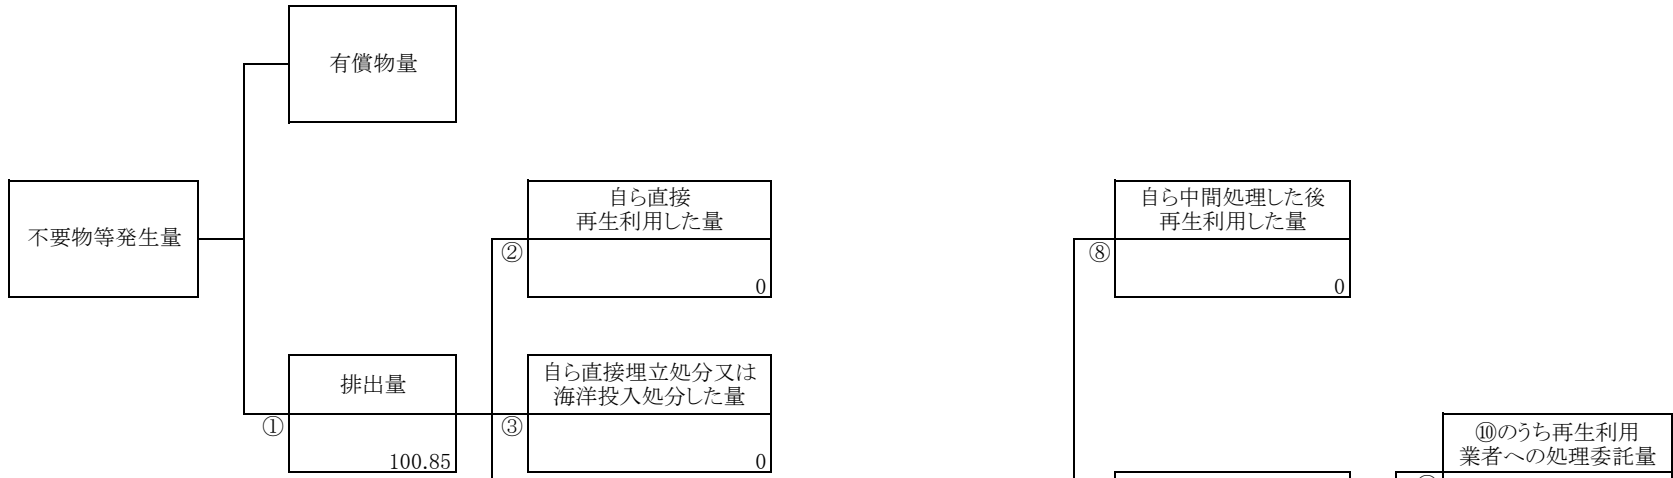 有償物量
不要物等発生量
自ら直接
再生利用した量
②
0
自ら中間処理した後
再生利用した量
⑧
0
排出量
①
100.85
自ら直接埋立処分又は
海洋投入処分した量
③
0
⑩のうち再生利用
業者への処理委託量